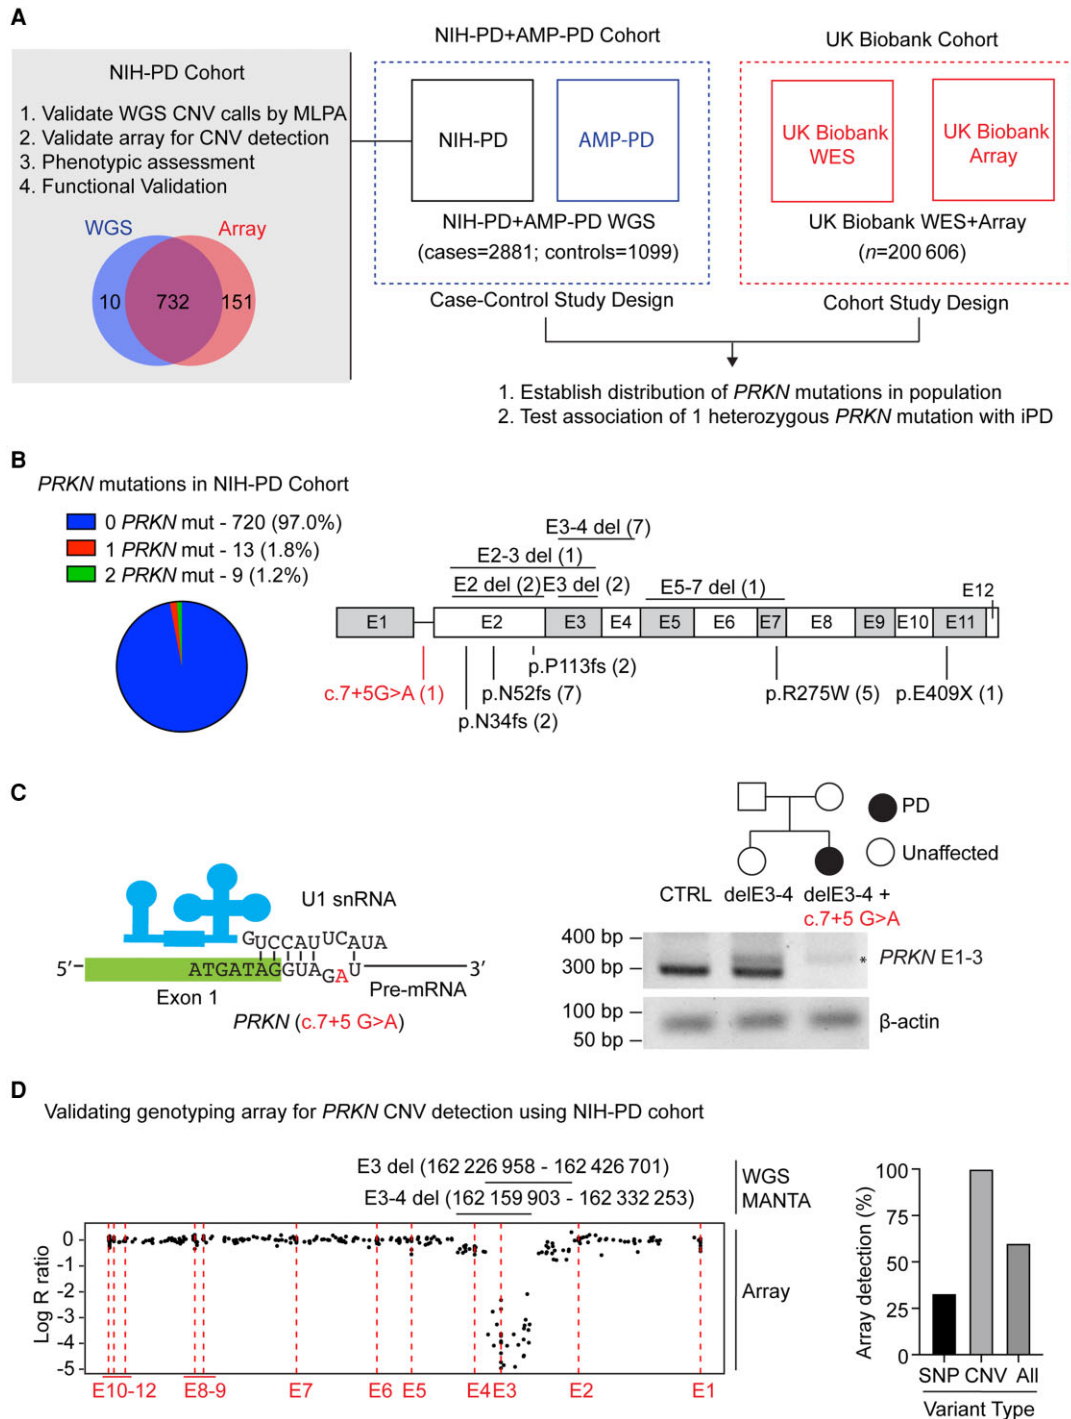 A
NIH-PD Cohort
1. Validate WGS CNV calls by MLPA
2. Validate array for CNV detection
3. Phenotypic assessment
4. Functional Validation
WGS
Array
10
732
151
NIH-PD+AMP-PD Cohort
NIH-PD
AMP-PD
NIH-PD+AMP-PD WGS
(cases=2881; controls=1099)
Case-Control Study Design
UK Biobank Cohort
UK Biobank
WES
UK Biobank
Array
UK Biobank WES+Array
(n=200 606)
Cohort Study Design
1. Establish distribution of PRKN mutations in population
2. Test association of 1 heterozygous PRKN mutation with iPD
B
PRKN mutations in NIH-PD Cohort
0 PRKN mut - 720 (97.0%)
1 PRKN mut - 13 (1.8%)
2 PRKN mut - 9 (1.2%)
E3-4 del (7)
E2-3 del (1)
E2 del (2)
E3 del (2)
E5-7 del (1)
E12
E1
E2
E3
E4
E5
E6
E7
E8
E9
E10
E11
c.7+5G>A (1)
p.N34fs (2)
p.N52fs (7)
p.P113fs (2)
p.R275W (5)
p.E409X (1)
C
U1 snRNA
GUCCAUUCAUA
5′
ATGATAGGUAGAU
3′
Exon 1
Pre-mRNA
PRKN (c.7+5 G>A)
PD
Unaffected
CTRL
delE3-4
delE3-4 +
c.7+5 G>A
400 bp
300 bp
* PRKN E1-3
100 bp
50 bp
β-actin
D
Validating genotyping array for PRKN CNV detection using NIH-PD cohort
E3 del (162 226 958 - 162 426 701)
E3-4 del (162 159 903 - 162 332 253)
WGS
MANTA
Array
Log R ratio
0
-1
-2
-3
-4
-5
E10-12
E8-9
E7
E6
E5
E4
E3
E2
E1
Array detection (%)
100
75
50
25
0
SNP
CNV
All
Variant Type